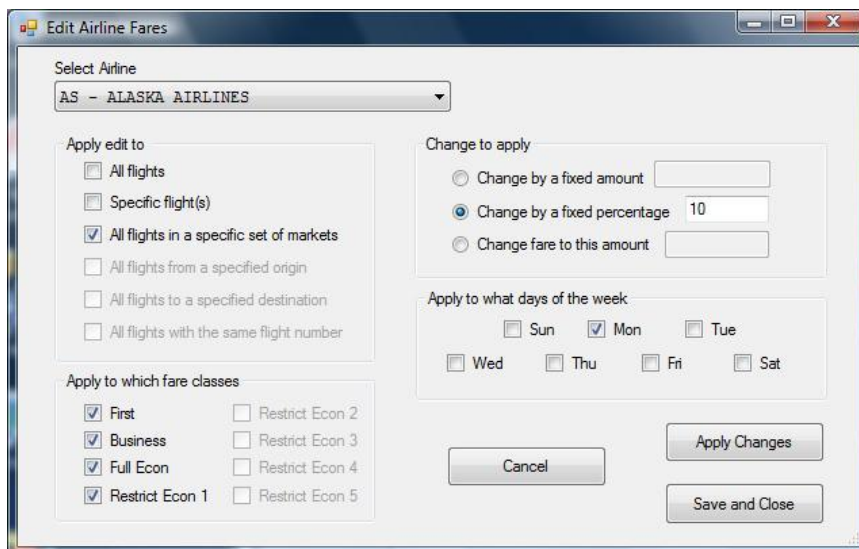 Edit Airline Fares
Select Airline
AS - ALASKA AIRLINES
Apply edit to
All flights
Specific flight(s)
All flights in a specific set of markets
All flights from a specified origin
All flights to a specified destination
All flights with the same flight number
Change to apply
Change by a fixed amount
Change by a fixed percentage 10
Change fare to this amount
Apply to what days of the week
Sun Mon Tue
Wed Thu Fri Sat
Apply to which fare classes
First Restrict Econ 2
Business Restrict Econ 3
Full Econ Restrict Econ 4
Restrict Econ 1 Restrict Econ 5
Cancel
Apply Changes
Save and Close